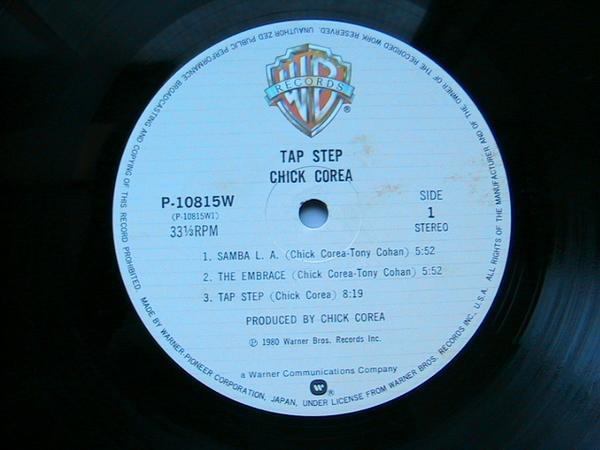 WB
RECORDS
®
TAP STEP
CHICK COREA
P-10815W
(P-10815W1)
33⅓RPM
SIDE
1
STEREO
1. SAMBA L. A. (Chick Corea-Tony Cohan) 5:52
2. THE EMBRACE (Chick Corea-Tony Cohan) 5:52
3. TAP STEP (Chick Corea) 8:19
PRODUCED BY CHICK COREA
℗ 1980 Warner Bros. Records Inc.
a Warner Communications Company
®
MADE BY WARNER-PIONEER CORPORATION, JAPAN, UNDER LICENSE FROM WARNER BROS. RECORDS INC., U.S.A. ALL RIGHTS OF THE MANUFACTURER AND OF THE OWNER OF THE RECORDED WORK RESERVED. UNAUTHORIZED PUBLIC PERFORMANCE BROADCASTING AND COPYING OF THIS RECORD PROHIBITED.